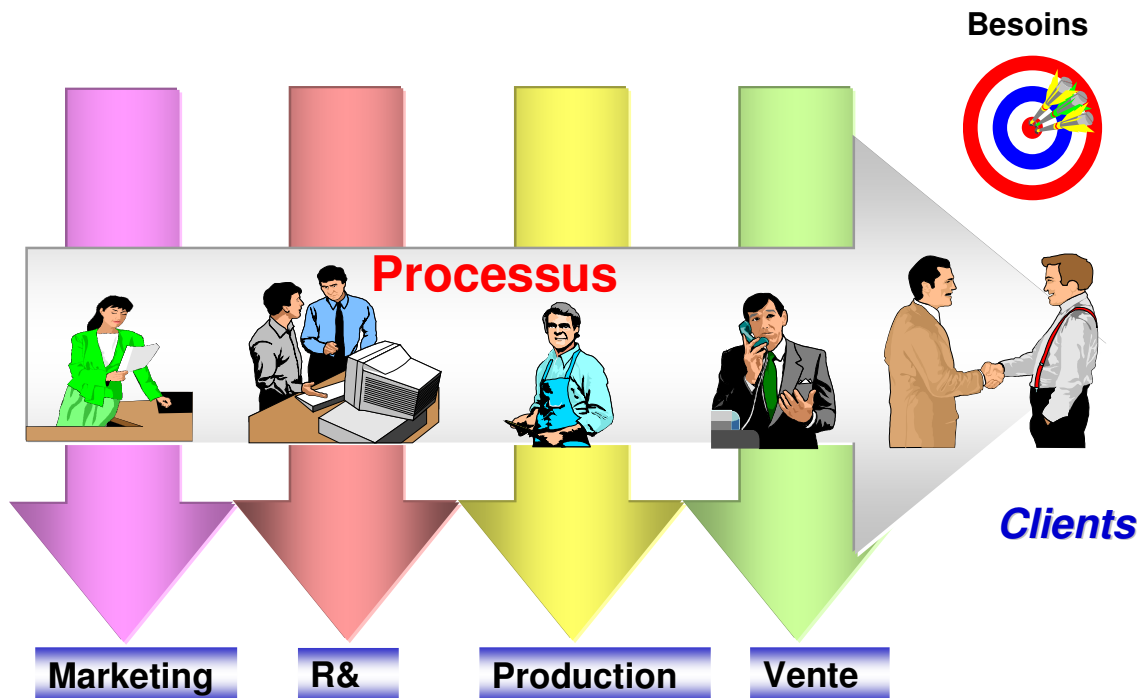 Besoins
Processus
Clients
Marketing
R&
Production
Vente